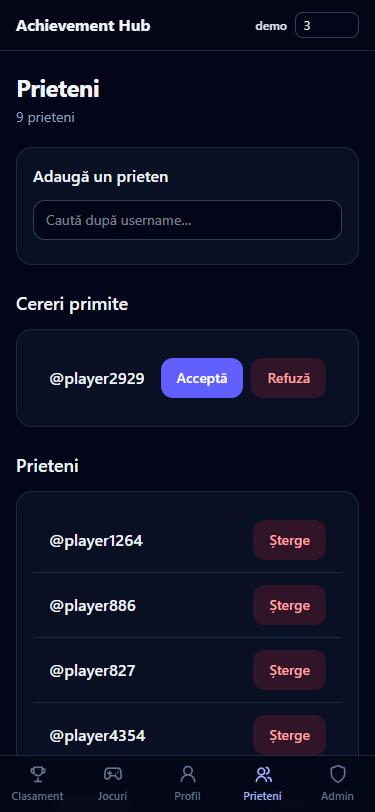 Achievement Hub demo 3
Prieteni
9 prieteni
Adaugă un prieten
Caută după username...
Cereri primite
@player2929 Acceptă Refuză
Prieteni
@player1264 Șterge
@player886 Șterge
@player827 Șterge
@player4354 Șterge
Clasament Jocuri Profil Prieteni Admin